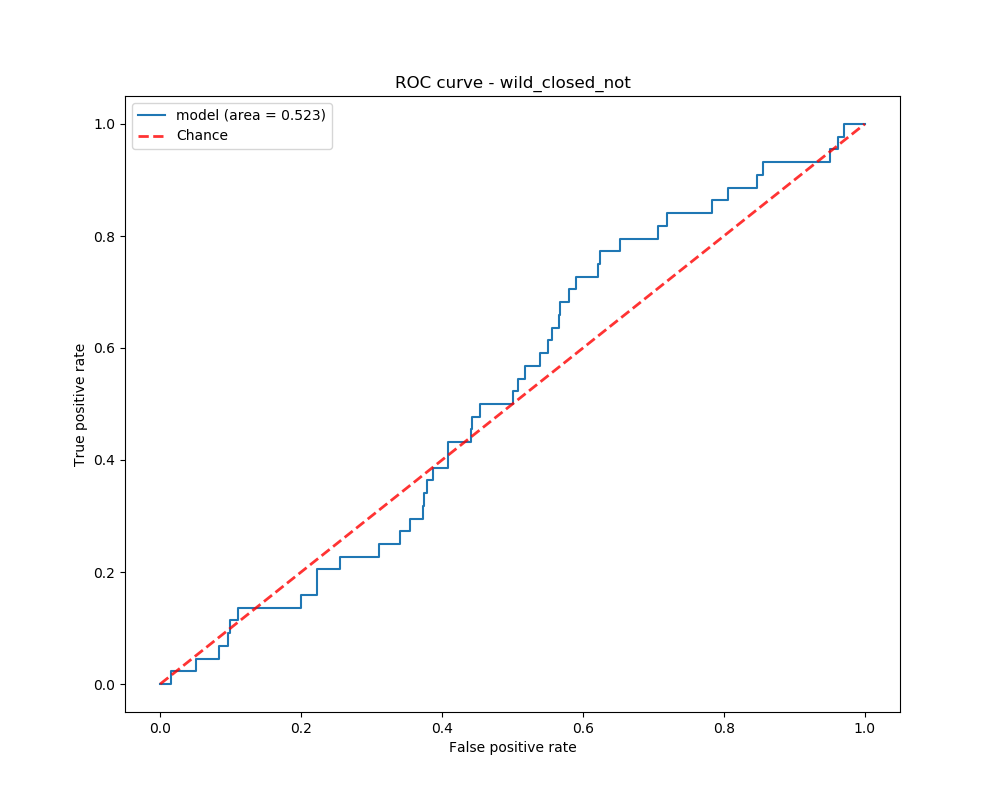 ROC curve - wild_closed_not
model (area = 0.523)
Chance
1.0
0.8
0.6
0.4
0.2
0.0
True positive rate
0.0 0.2 0.4 0.6 0.8 1.0
False positive rate